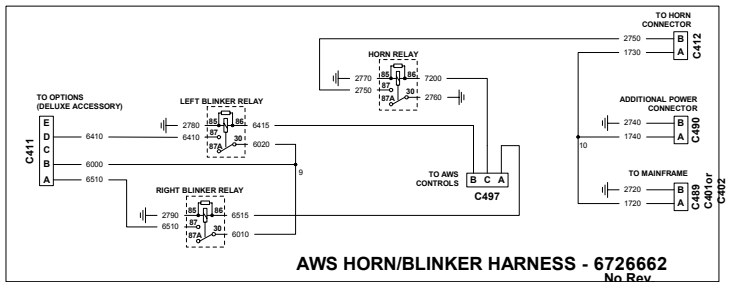 TO HORN
CONNECTOR
2750 B
1730 A
C412
HORN RELAY
2770 85 86 7200
2750 87
87A 30 2760
TO OPTIONS
(DELUXE ACCESSORY)
E
D 6410
C
B 6000
A 6510
C411
LEFT BLINKER RELAY
2780 85 86 6415
6410 87
87A 30 6020
ADDITIONAL POWER
CONNECTOR
2740 B
1740 A
C490
10
9
TO AWS
CONTROLS
B C A
C497
TO MAINFRAME
2720 B
1720 A
C489
C401or
C402
RIGHT BLINKER RELAY
2790 85 86 6515
6510 87
87A 30 6010
AWS HORN/BLINKER HARNESS - 6726662
No Rev